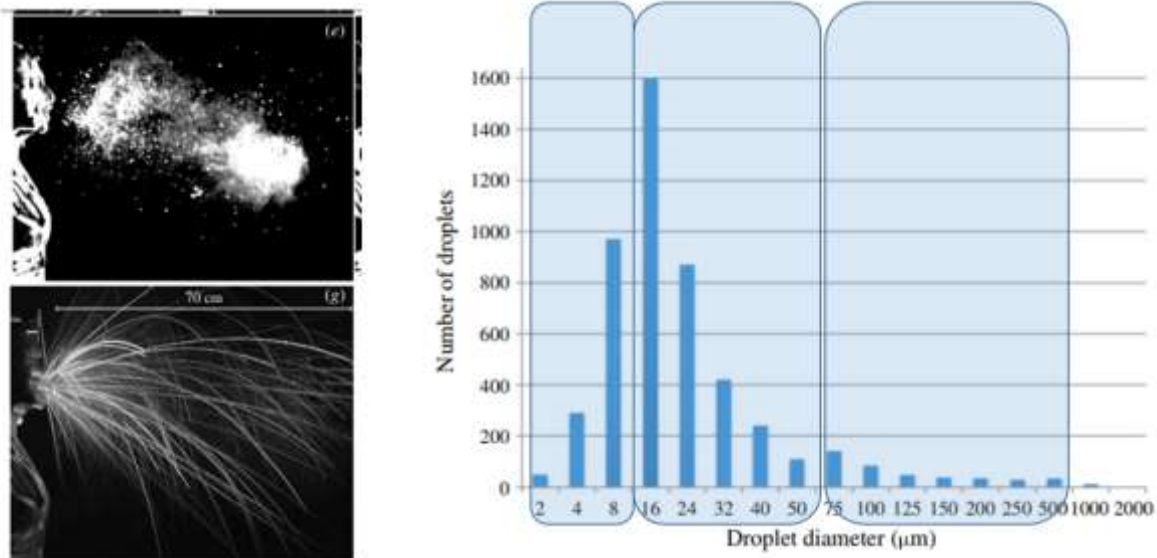 (e)
70 cm
(g)
Number of droplets
1600
1400
1200
1000
800
600
400
200
0
2 4 8 16 24 32 40 50 75 100 125 150 200 250 500 1000 2000
Droplet diameter (μm)